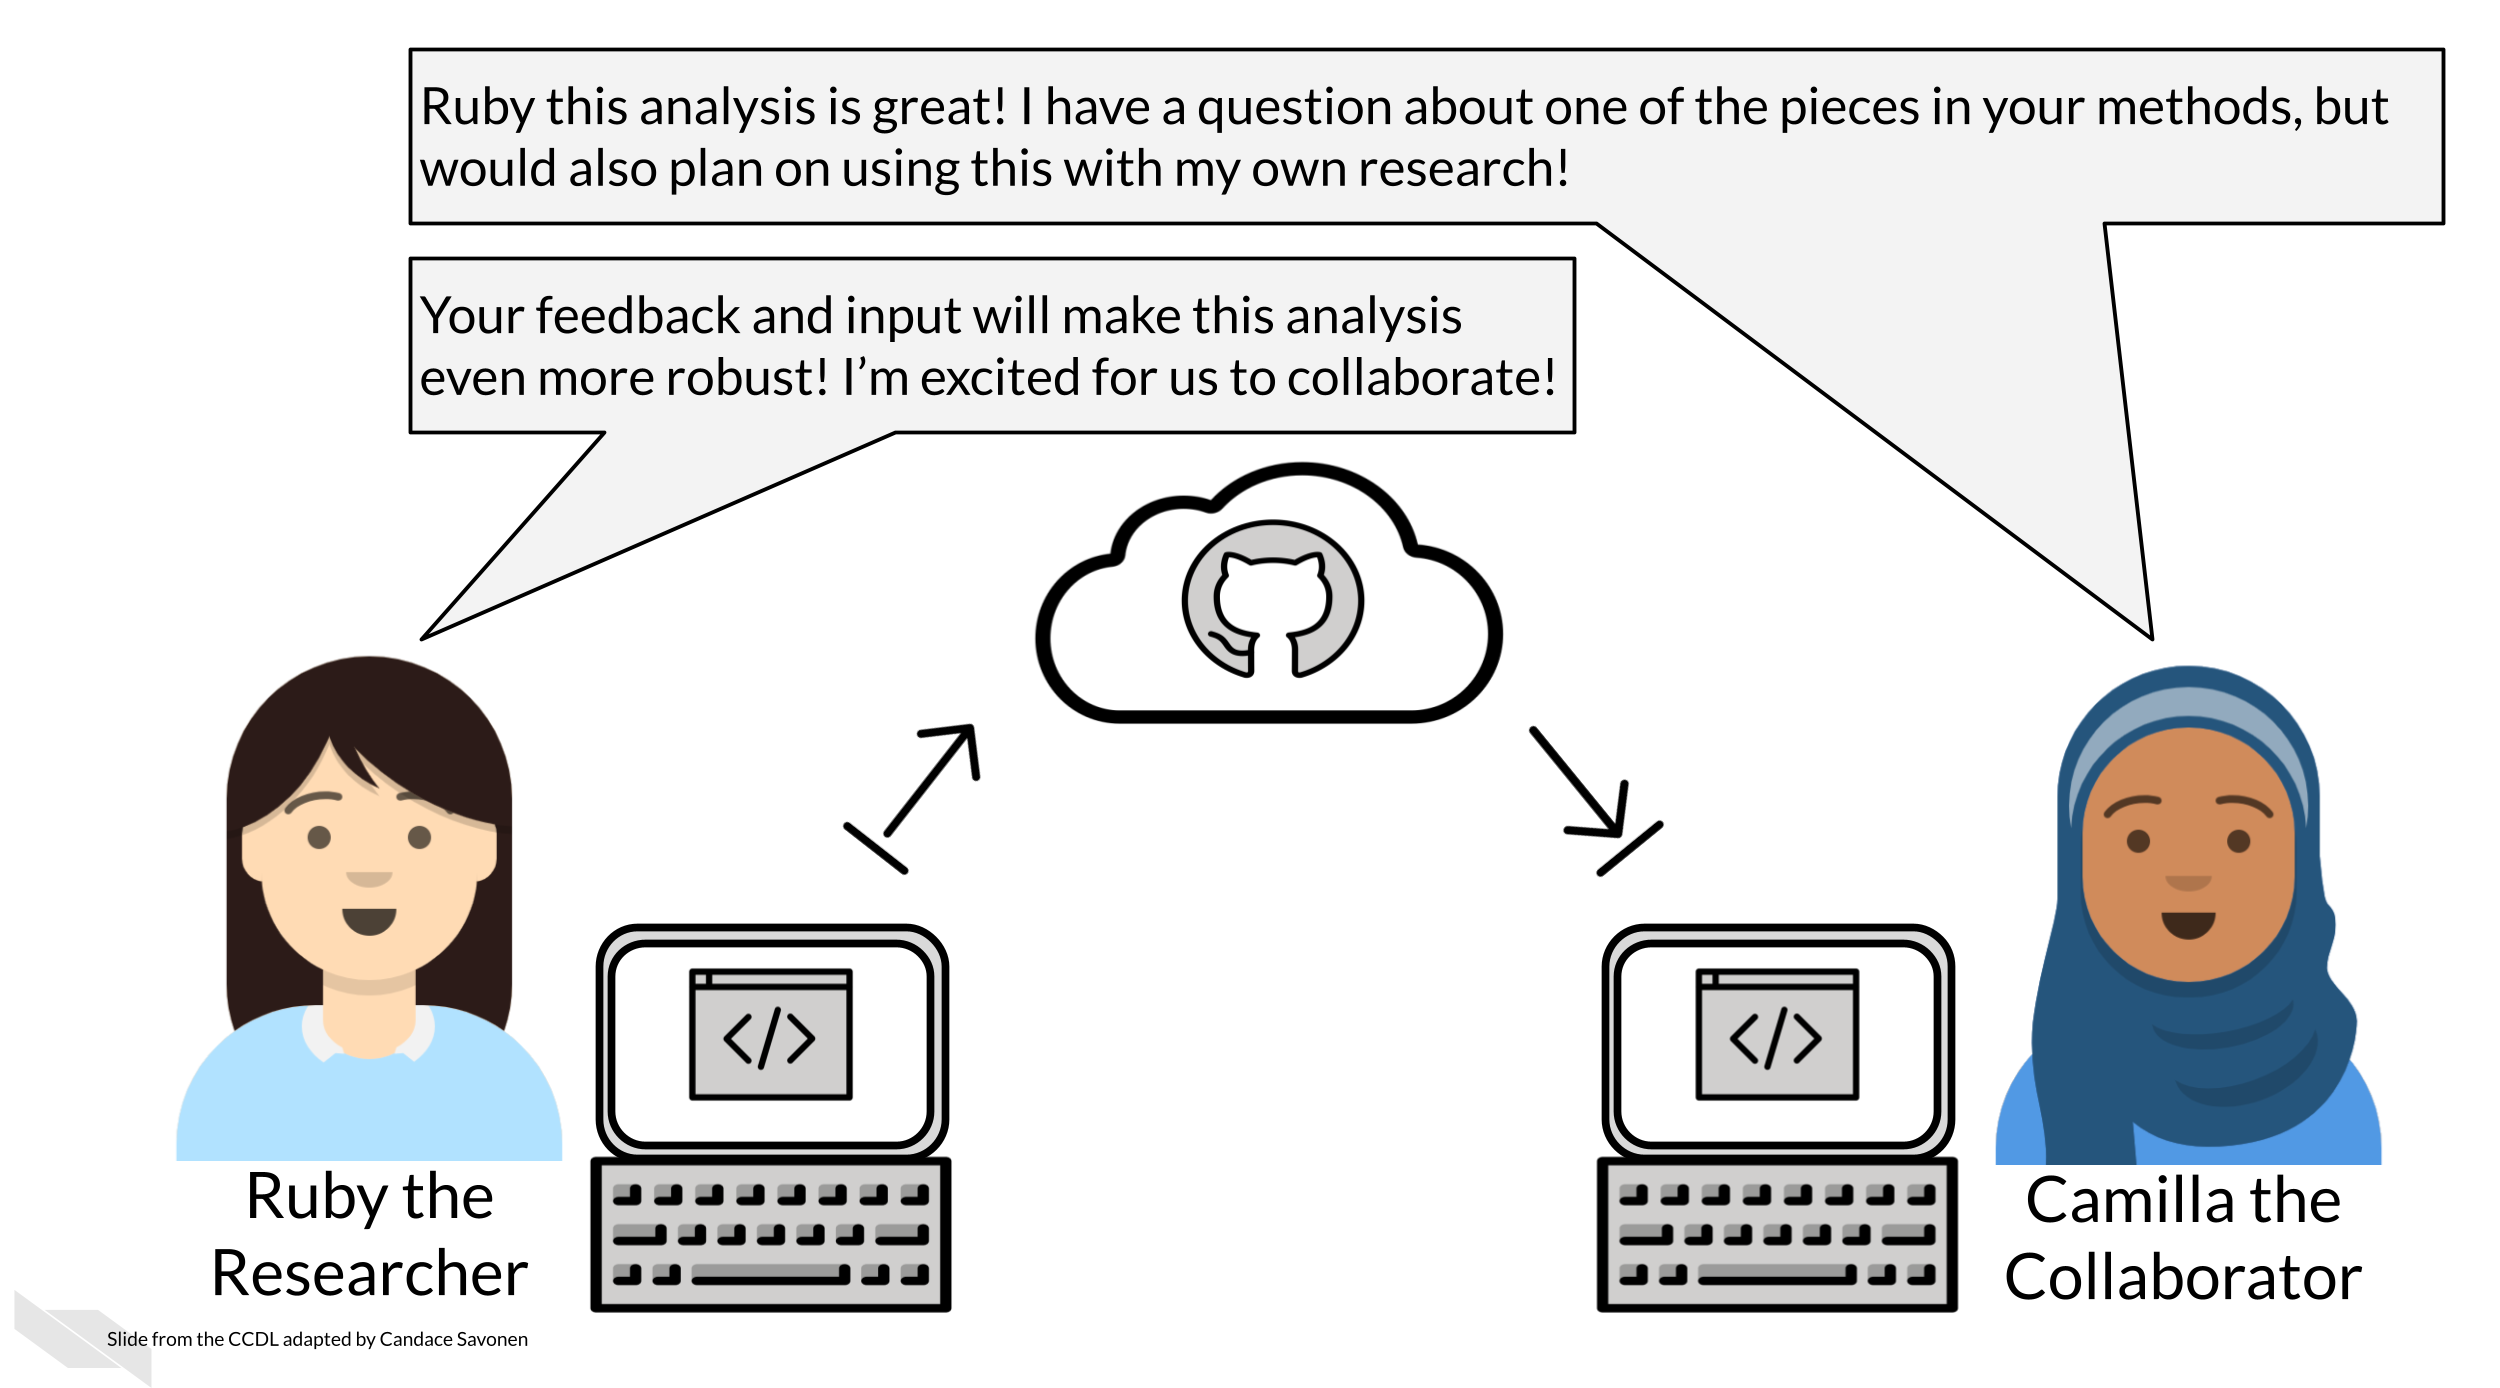 Ruby this analysis is great! I have a question about one of the pieces in your methods, but
would also plan on using this with my own research!
Your feedback and input will make this analysis
even more robust! I’m excited for us to collaborate!
</>
</>
Ruby the
Researcher
Camilla the
Collaborator
Slide from the CCDL adapted by Candace Savonen